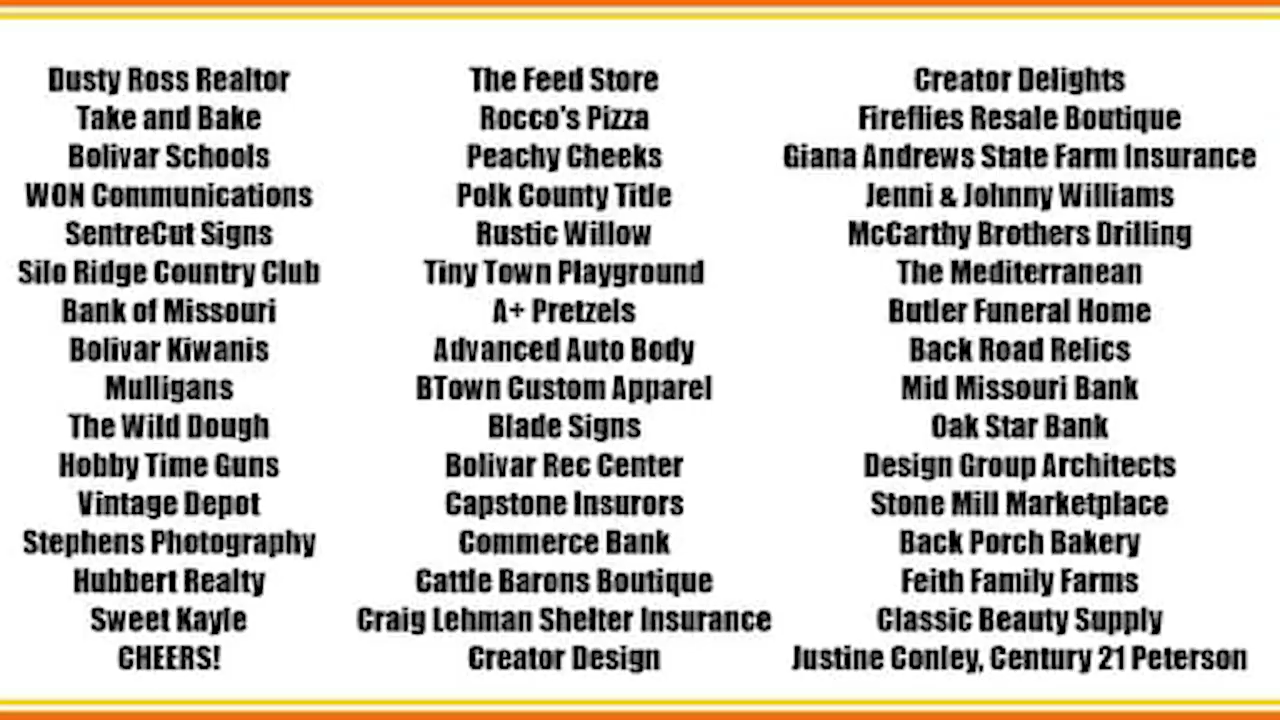 Dusty Ross Realtor
Take and Bake
Bolivar Schools
WON Communications
SentreCut Signs
Silo Ridge Country Club
Bank of Missouri
Bolivar Kiwanis
Mulligans
The Wild Dough
Hobby Time Guns
Vintage Depot
Stephens Photography
Hubbert Realty
Sweet Kayle
CHEERS!
The Feed Store
Rocco's Pizza
Peachy Cheeks
Polk County Title
Rustic Willow
Tiny Town Playground
A+ Pretzels
Advanced Auto Body
BTown Custom Apparel
Blade Signs
Bolivar Rec Center
Capstone Insurors
Commerce Bank
Cattle Barons Boutique
Craig Lehman Shelter Insurance
Creator Design
Creator Delights
Fireflies Resale Boutique
Giana Andrews State Farm Insurance
Jenni & Johnny Williams
McCarthy Brothers Drilling
The Mediterranean
Butler Funeral Home
Back Road Relics
Mid Missouri Bank
Oak Star Bank
Design Group Architects
Stone Mill Marketplace
Back Porch Bakery
Feith Family Farms
Classic Beauty Supply
Justine Conley, Century 21 Peterson